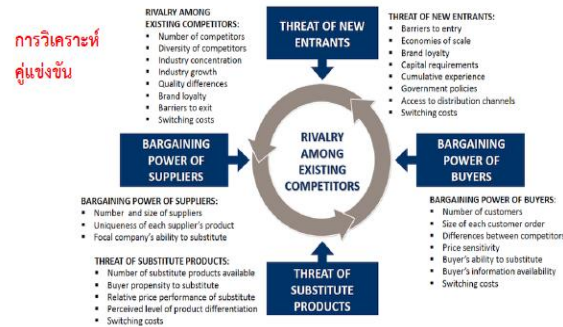 การวิเคราะห์
คู่แข่งขัน
RIVALRY AMONG
EXISTING COMPETITORS:
▪ Number of competitors
▪ Diversity of competitors
▪ Industry concentration
▪ Industry growth
▪ Quality differences
▪ Brand loyalty
▪ Barriers to exit
▪ Switching costs
THREAT OF NEW
ENTRANTS
THREAT OF NEW ENTRANTS:
▪ Barriers to entry
▪ Economies of scale
▪ Brand loyalty
▪ Capital requirements
▪ Cumulative experience
▪ Government policies
▪ Access to distribution channels
▪ Switching costs
BARGAINING
POWER OF
SUPPLIERS
RIVALRY
AMONG
EXISTING
COMPETITORS
BARGAINING
POWER OF
BUYERS
BARGAINING POWER OF SUPPLIERS:
▪ Number and size of suppliers
▪ Uniqueness of each supplier's product
▪ Focal company's ability to substitute
BARGAINING POWER OF BUYERS:
▪ Number of customers
▪ Size of each customer order
▪ Differences between competitors
▪ Price sensitivity
▪ Buyer's ability to substitute
▪ Buyer's information availability
▪ Switching costs
THREAT OF SUBSTITUTE PRODUCTS:
▪ Number of substitute products available
▪ Buyer propensity to substitute
▪ Relative price performance of substitute
▪ Perceived level of product differentiation
▪ Switching costs
THREAT OF
SUBSTITUTE
PRODUCTS